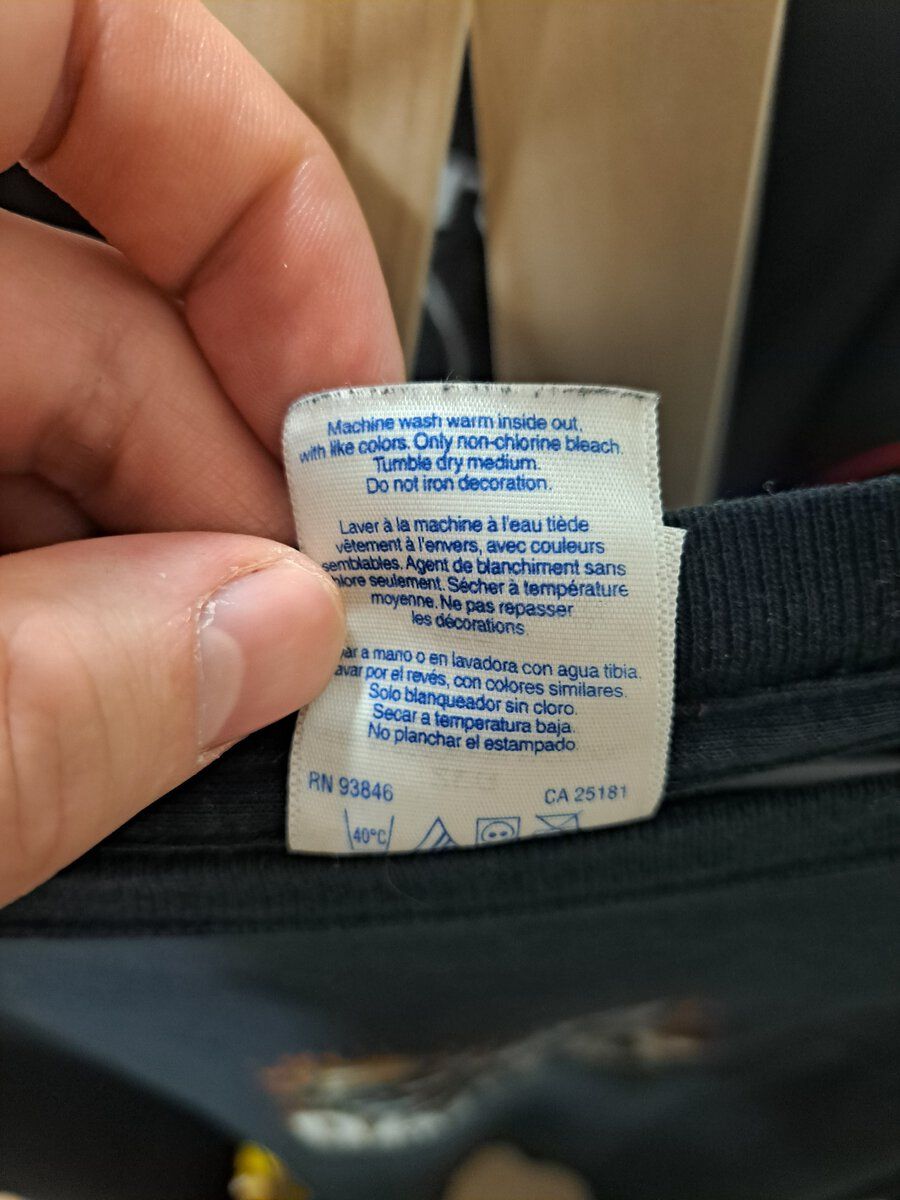 Machine wash warm inside out,
with like colors. Only non-chlorine bleach.
Tumble dry medium.
Do not iron decoration.
Laver à la machine à l'eau tiède
vêtement à l'envers, avec couleurs
semblables. Agent de blanchiment sans
seulement. Sécher à température
moyenne. Ne pas repasser
les décorations
a mano o en lavadora con agua tibia.
por el revés, con colores similares.
Solo blanqueador sin cloro.
Secar a temperatura baja.
No planchar el estampado.
RN 93846
CA 25181
40°C